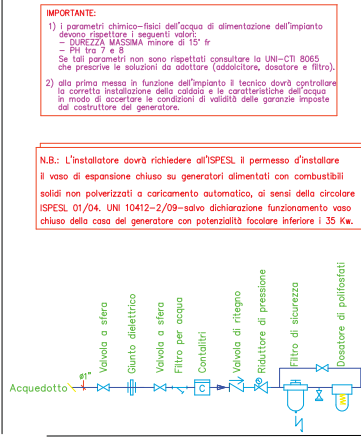 IMPORTANTE:
1) i parametri chimico-fisici dell'acqua di alimentazione dell'impianto
devono rispettare i seguenti valori:
- DUREZZA MASSIMA minore di 15° fr
- PH tra 7 e 8
Se tali parametri non sono rispettati consultare la UNI-CTI 8065
che prescrive le soluzioni da adottare (addolcitore, dosatore e filtro).
2) alla prima messa in funzione dell'impianto il tecnico dovrà controllare
la corretta installazione della caldaia e le caratteristiche dell'acqua
in modo di accertare le condizioni di validità delle garanzie imposte
dal costruttore del generatore.
N.B.: L'installatore dovrà richiedere all'ISPESL il permesso d'installare
il vaso di espansione chiuso su generatori alimentati con combustibili
solidi non polverizzati a caricamento automatico, ai sensi della circolare
ISPESL 01/04. UNI 10412-2/09-salvo dichiarazione funzionamento vaso
chiuso della casa del generatore con potenzialità focolare inferiore i 35 Kw.
Acquedotto
ø1"
Valvola a sfera
Giunto dielettrico
Valvola a sfera
Filtro per acqua
Contalitri
C
Valvola di ritegno
Riduttore di pressione
Filtro di sicurezza
Dosatore di polifosfati